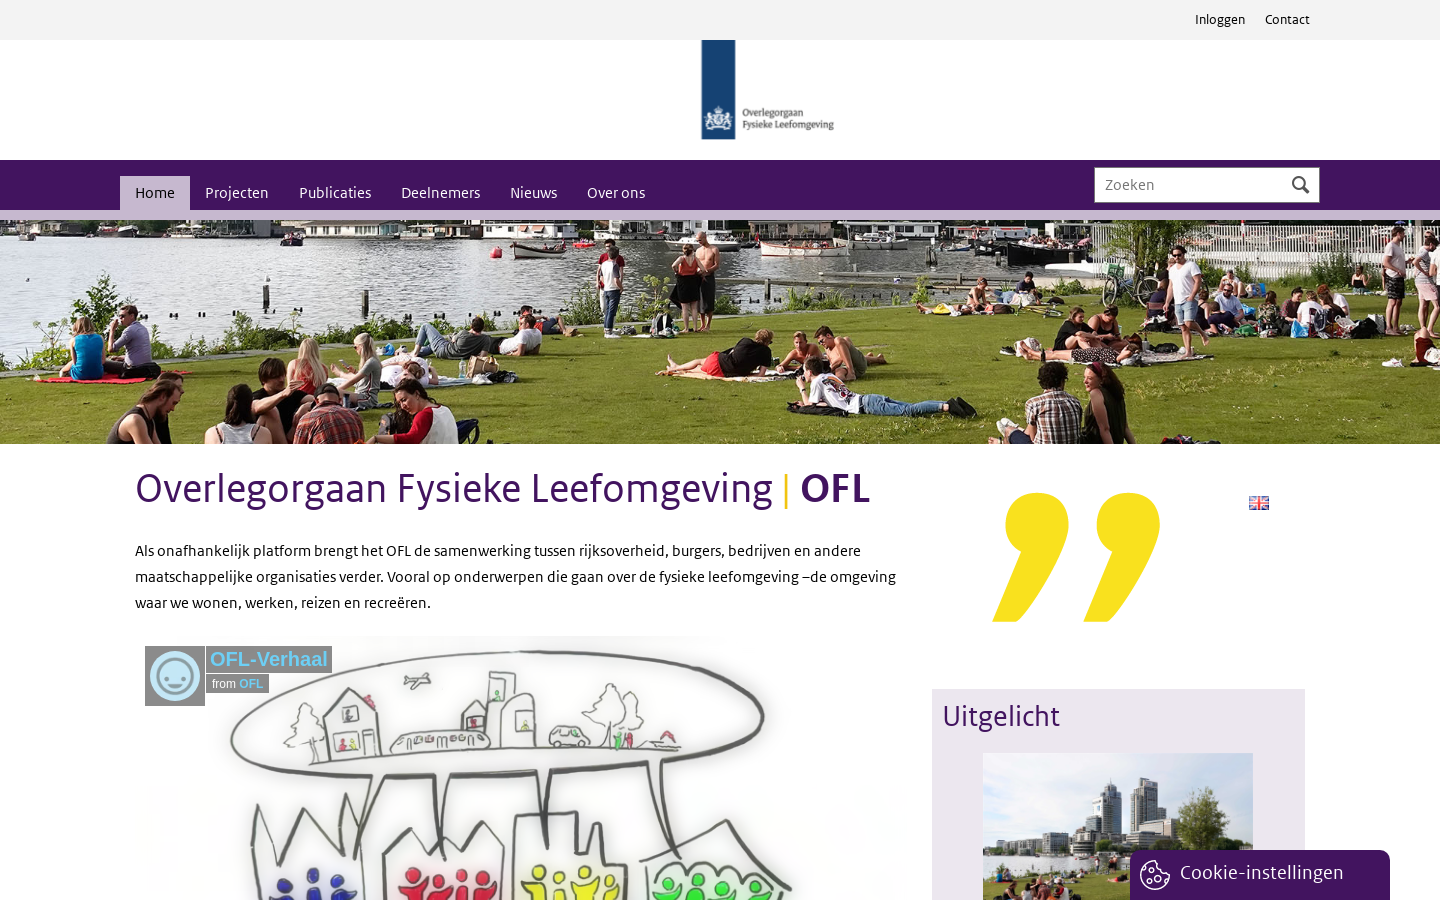 Inloggen Contact
Overlegorgaan
Fysieke Leefomgeving
Home Projecten Publicaties Deelnemers Nieuws Over ons
Zoeken
Overlegorgaan Fysieke Leefomgeving | OFL
Als onafhankelijk platform brengt het OFL de samenwerking tussen rijksoverheid, burgers, bedrijven en andere
maatschappelijke organisaties verder. Vooral op onderwerpen die gaan over de fysieke leefomgeving –de omgeving
waar we wonen, werken, reizen en recreëren.
OFL-Verhaal
from OFL
Uitgelicht
Cookie-instellingen